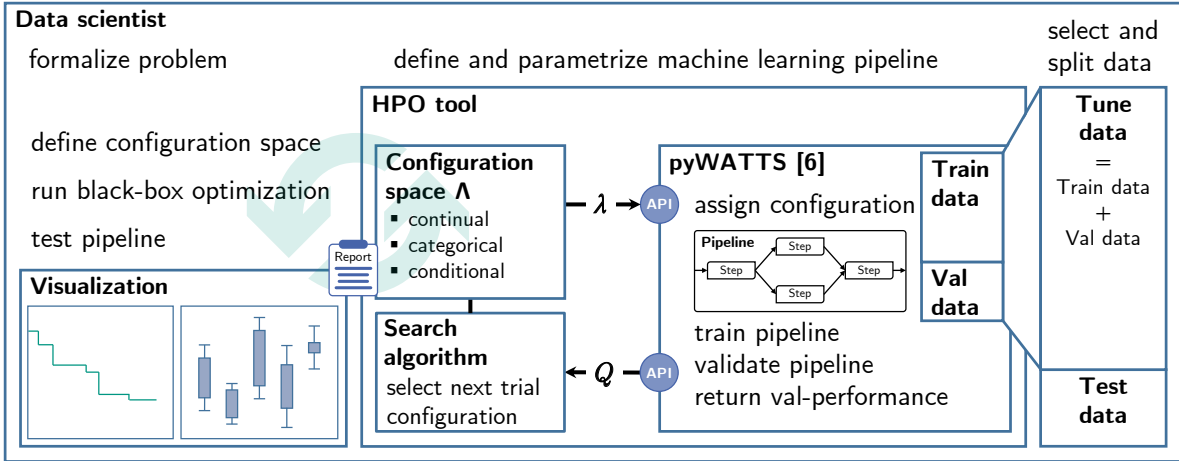 Data scientist
formalize problem
define and parametrize machine learning pipeline
select and
split data
define configuration space
run black-box optimization
test pipeline
Report
Visualization
HPO tool
Configuration
space Λ
▪ continual
▪ categorical
▪ conditional
λ
API
Search
algorithm
select next trial
configuration
Q
API
pyWATTS [6]
assign configuration
Pipeline
Step
Step
Step
Step
train pipeline
validate pipeline
return val-performance
Train
data
Val
data
Tune
data
=
Train data
+
Val data
Test
data